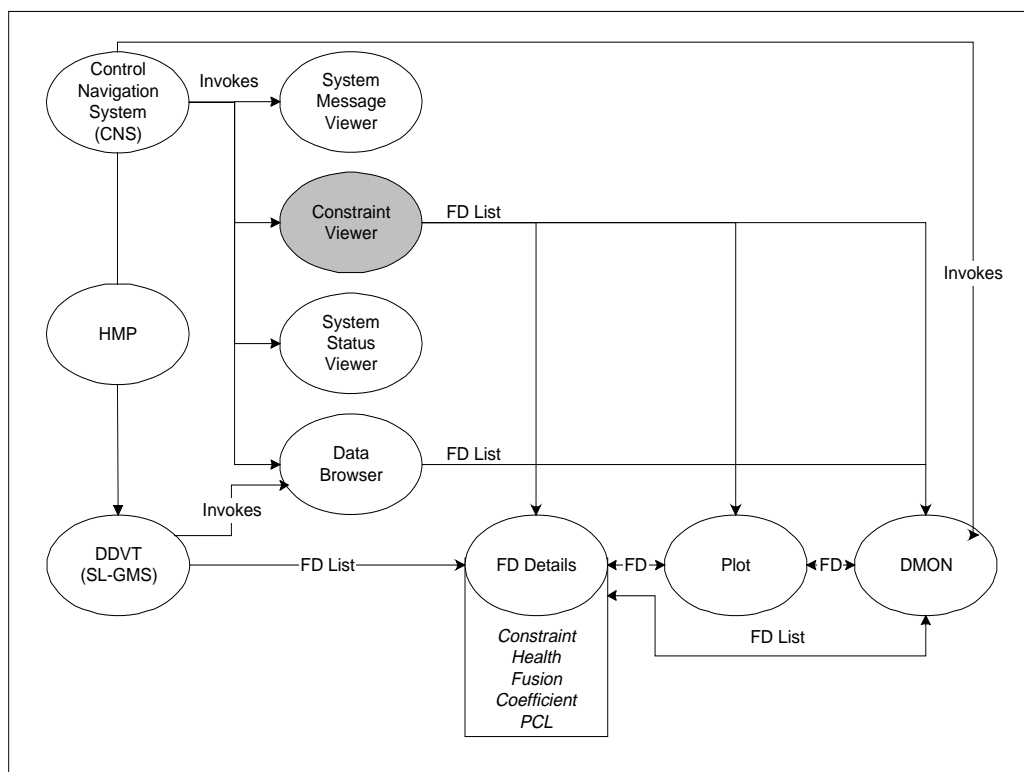 Control
Navigation
System
(CNS)
Invokes
System
Message
Viewer
Constraint
Viewer
FD List
Invokes
HMP
System
Status
Viewer
Data
Browser
FD List
Invokes
DDVT
(SL-GMS)
FD List
FD Details
FD
Plot
FD
DMON
FD List
Constraint
Health
Fusion
Coefficient
PCL